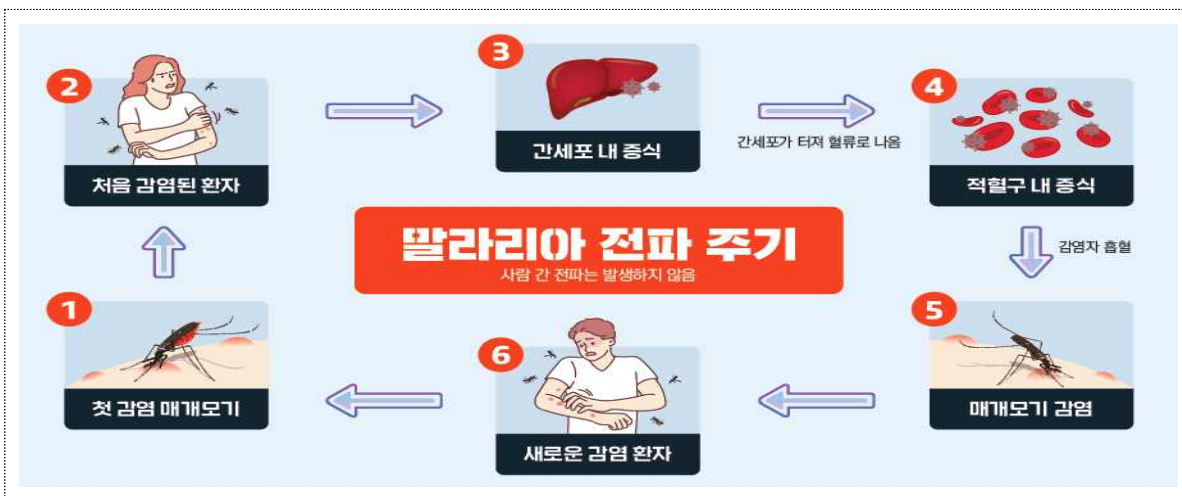 말라리아 전파 주기
사람 간 전파는 발생하지 않음
1
첫 감염 매개모기
2
처음 감염된 환자
3
간세포 내 증식
간세포가 터져 혈류로 나옴
4
적혈구 내 증식
감염자 흡혈
5
매개모기 감염
6
새로운 감염 환자